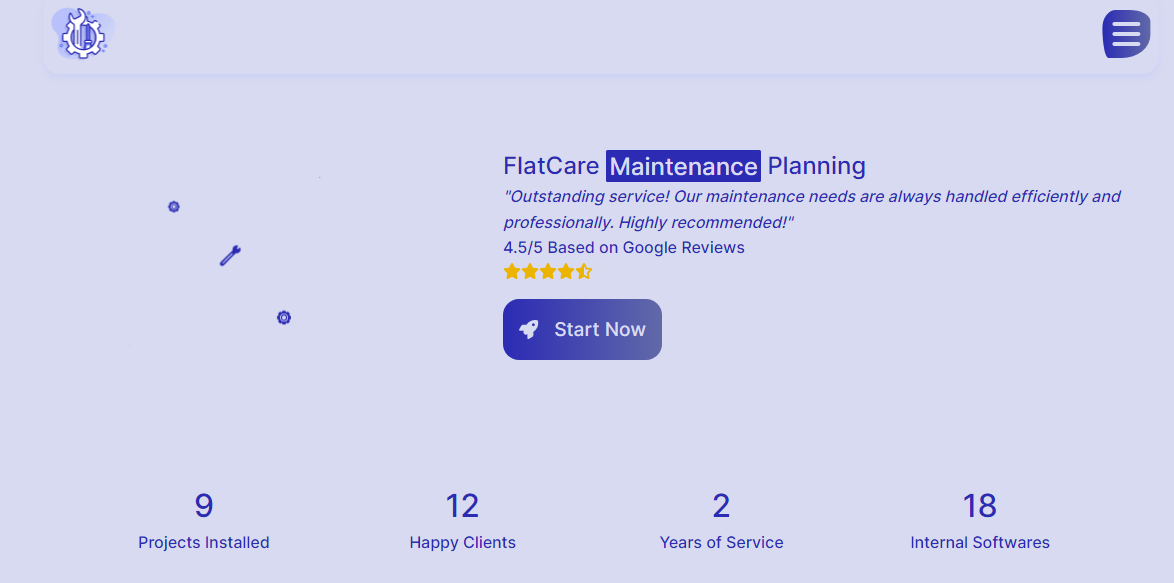 FlatCare Maintenance Planning
"Outstanding service! Our maintenance needs are always handled efficiently and
professionally. Highly recommended!"
4.5/5 Based on Google Reviews
Start Now
9
Projects Installed
12
Happy Clients
2
Years of Service
18
Internal Softwares